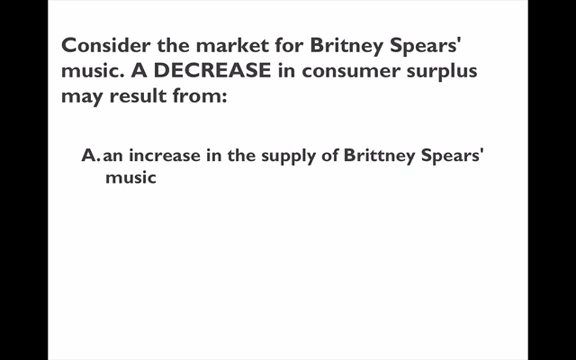 Consider the market for Britney Spears'
music. A DECREASE in consumer surplus
may result from:
A. an increase in the supply of Brittney Spears'
music